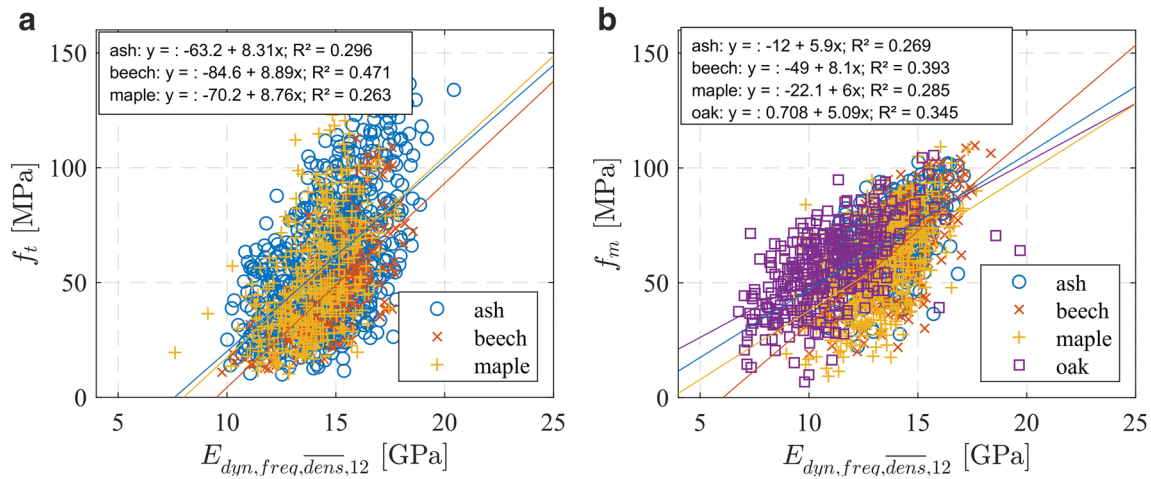 a
ash: y = : -63.2 + 8.31x; R² = 0.296
beech: y = : -84.6 + 8.89x; R² = 0.471
maple: y = : -70.2 + 8.76x; R² = 0.263
150
100
50
0
f_t [MPa]
ash
beech
maple
5 10 15 20 25
E_dyn,freq,d̅e̅n̅s̅,12 [GPa]
b
ash: y = : -12 + 5.9x; R² = 0.269
beech: y = : -49 + 8.1x; R² = 0.393
maple: y = : -22.1 + 6x; R² = 0.285
oak: y = : 0.708 + 5.09x; R² = 0.345
150
100
50
0
f_m [MPa]
ash
beech
maple
oak
5 10 15 20 25
E_dyn,freq,d̅e̅n̅s̅,12 [GPa]